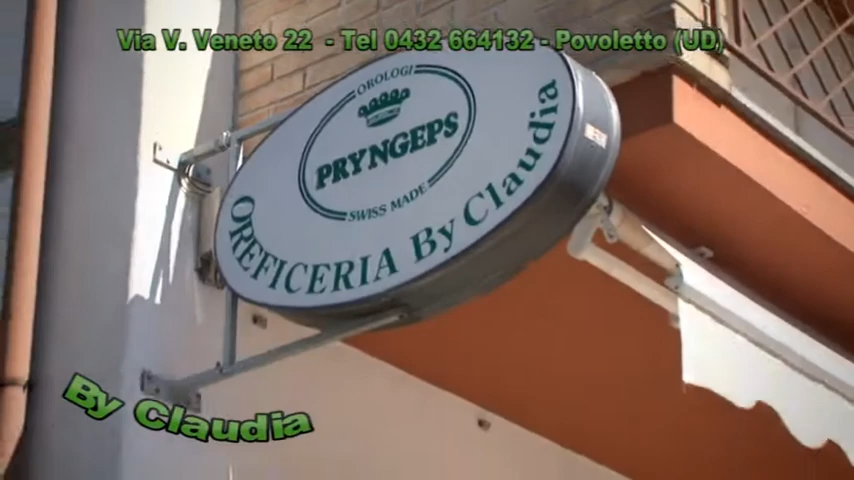 Via V. Veneto 22 - Tel 0432 664132 - Povoletto (UD)
OROLOGI
PRYNGEPS
SWISS MADE
OREFICERIA By Claudia
By Claudia